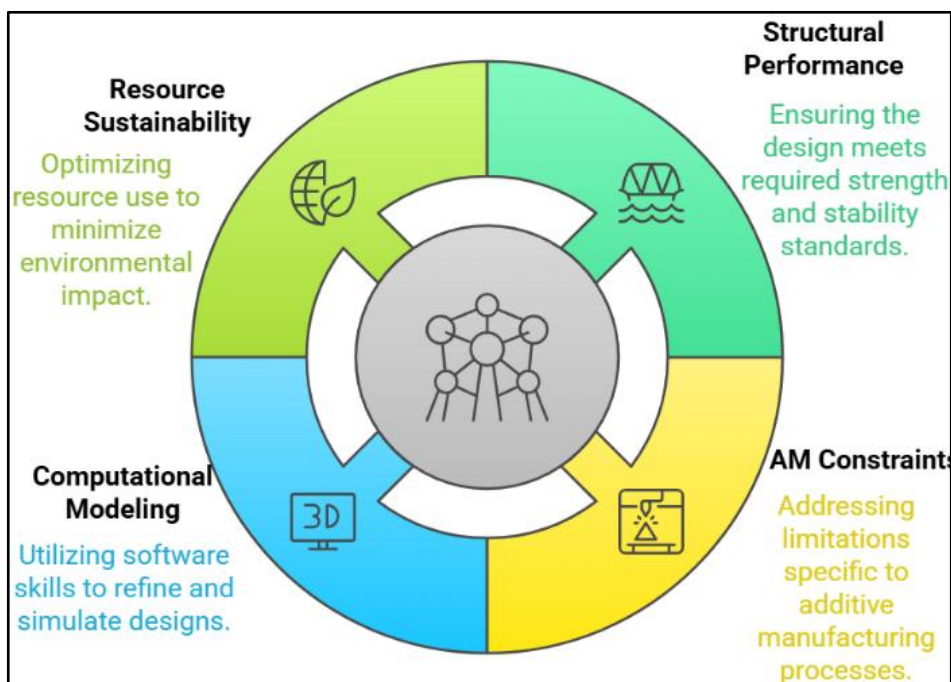 Resource
Sustainability
Optimizing
resource use to
minimize
environmental
impact.
Structural
Performance
Ensuring the
design meets
required strength
and stability
standards.
Computational
Modeling
Utilizing software
skills to refine and
simulate designs.
3D
AM Constraints
Addressing
limitations
specific to
additive
manufacturing
processes.